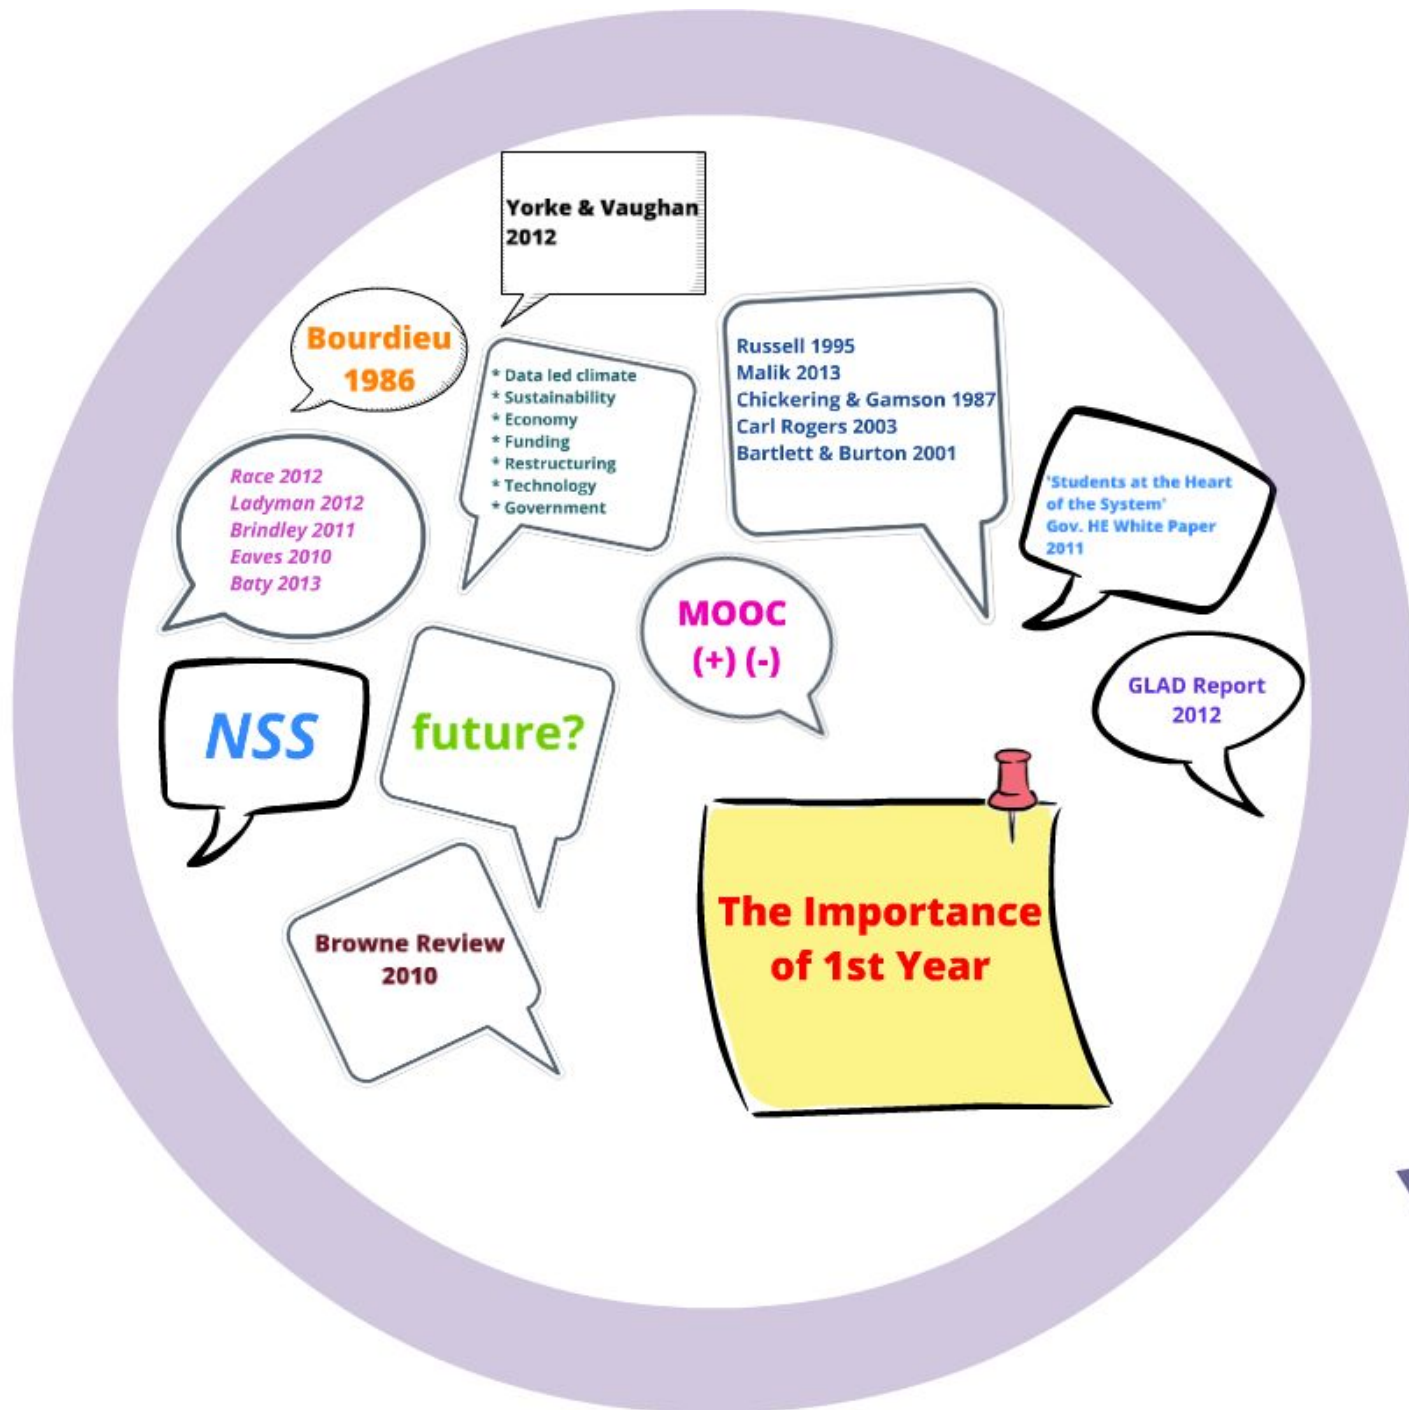 Yorke & Vaughan
2012
Bourdieu
1986
* Data led climate
* Sustainability
* Economy
* Funding
* Restructuring
* Technology
* Government
Russell 1995
Malik 2013
Chickering & Gamson 1987
Carl Rogers 2003
Bartlett & Burton 2001
'Students at the Heart
of the System'
Gov. HE White Paper
2011
Race 2012
Ladyman 2012
Brindley 2011
Eaves 2010
Baty 2013
MOOC
(+) (-)
GLAD Report
2012
NSS
future?
Browne Review
2010
The Importance
of 1st Year